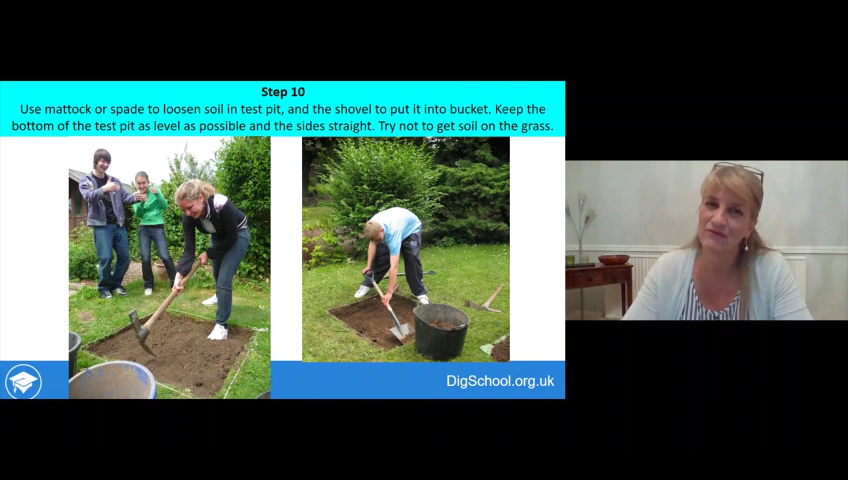 Step 10
Use mattock or spade to loosen soil in test pit, and the shovel to put it into bucket. Keep the
bottom of the test pit as level as possible and the sides straight. Try not to get soil on the grass.
DigSchool.org.uk